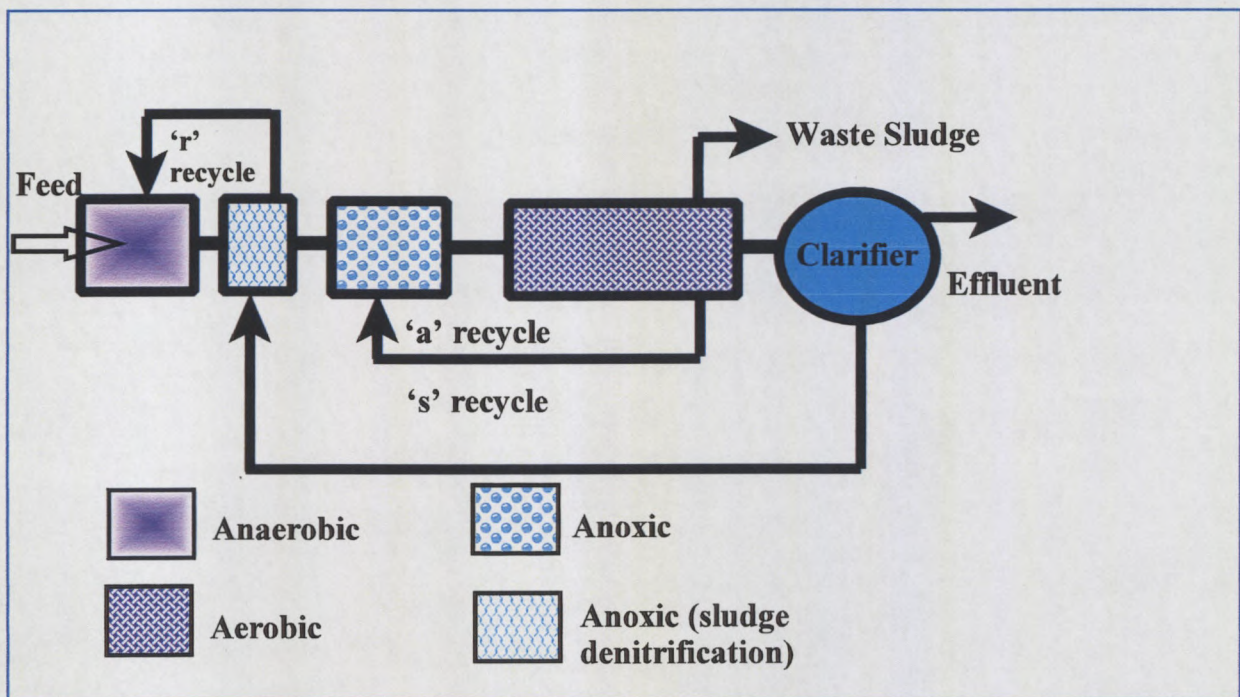 ‘r’
recycle
Feed
Waste Sludge
Clarifier
Effluent
‘a’ recycle
‘s’ recycle
Anaerobic
Anoxic
Aerobic
Anoxic (sludge
denitrification)